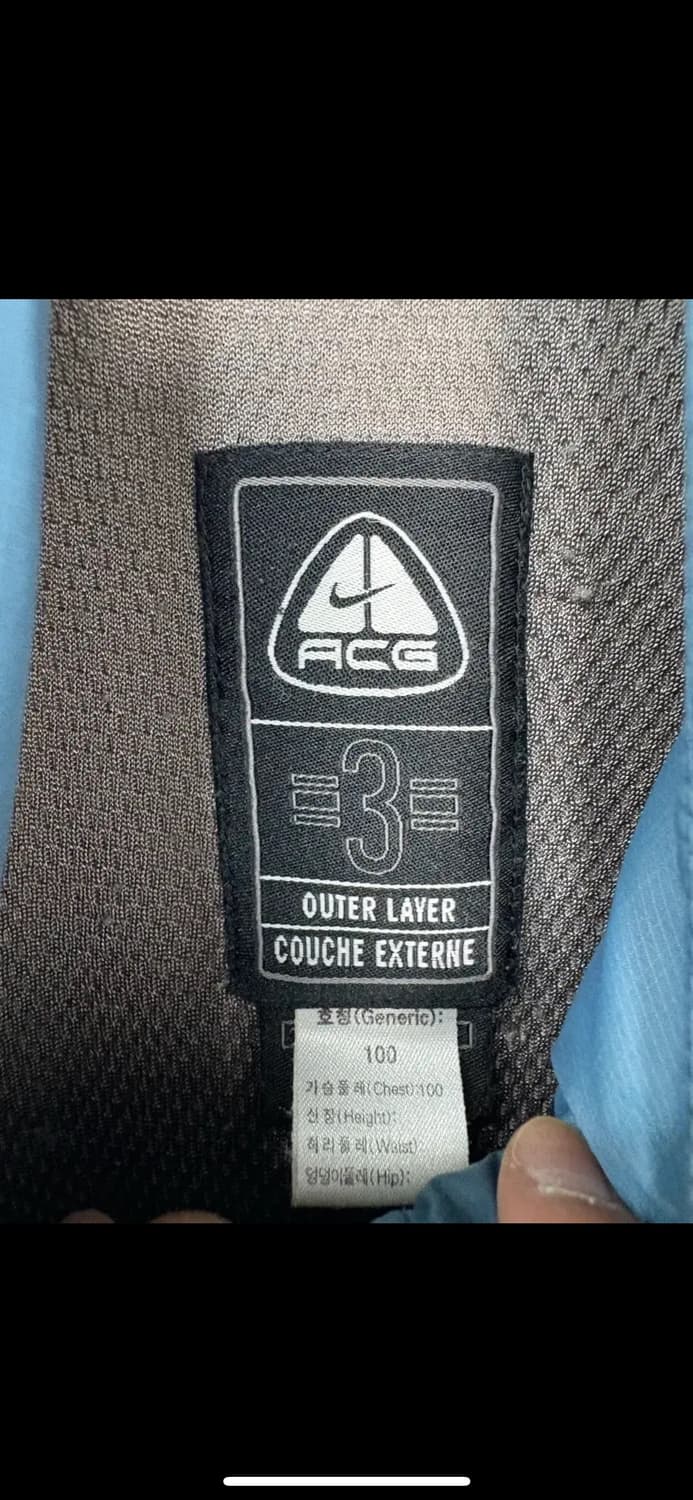 ACG
3
OUTER LAYER
COUCHE EXTERNE
호칭(Generic):
100
가슴둘레(Chest):100
신장(Height):
허리둘레(Waist):
엉덩이둘레(Hip):